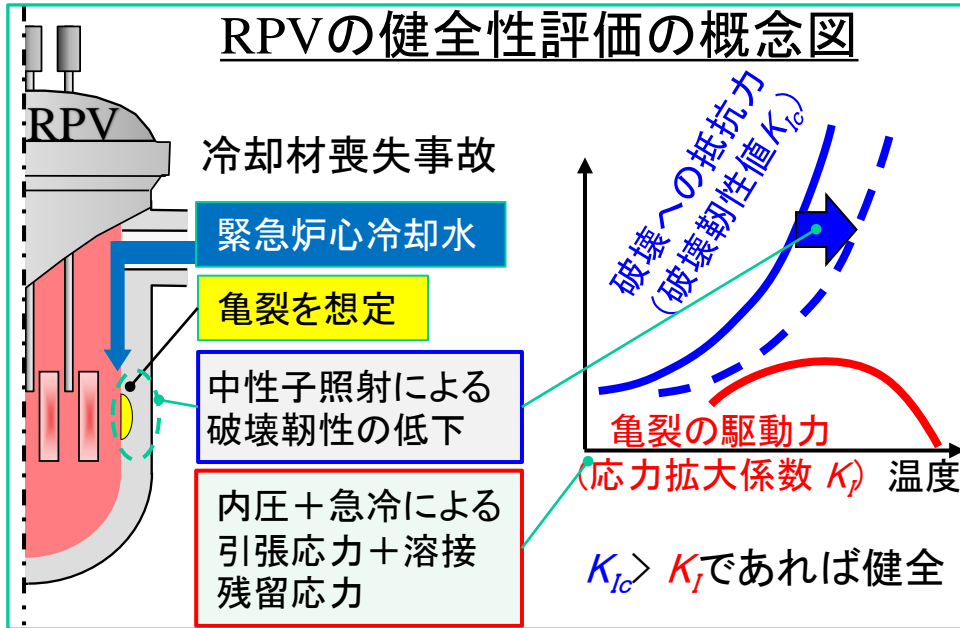 RPVの健全性評価の概念図
RPV
冷却材喪失事故
緊急炉心冷却水
亀裂を想定
中性子照射による
破壊靭性の低下
内圧＋急冷による
引張応力＋溶接
残留応力
破壊への抵抗力
（破壊靭性値KIc）
亀裂の駆動力
（応力拡大係数 KI）
温度
KIc> KIであれば健全